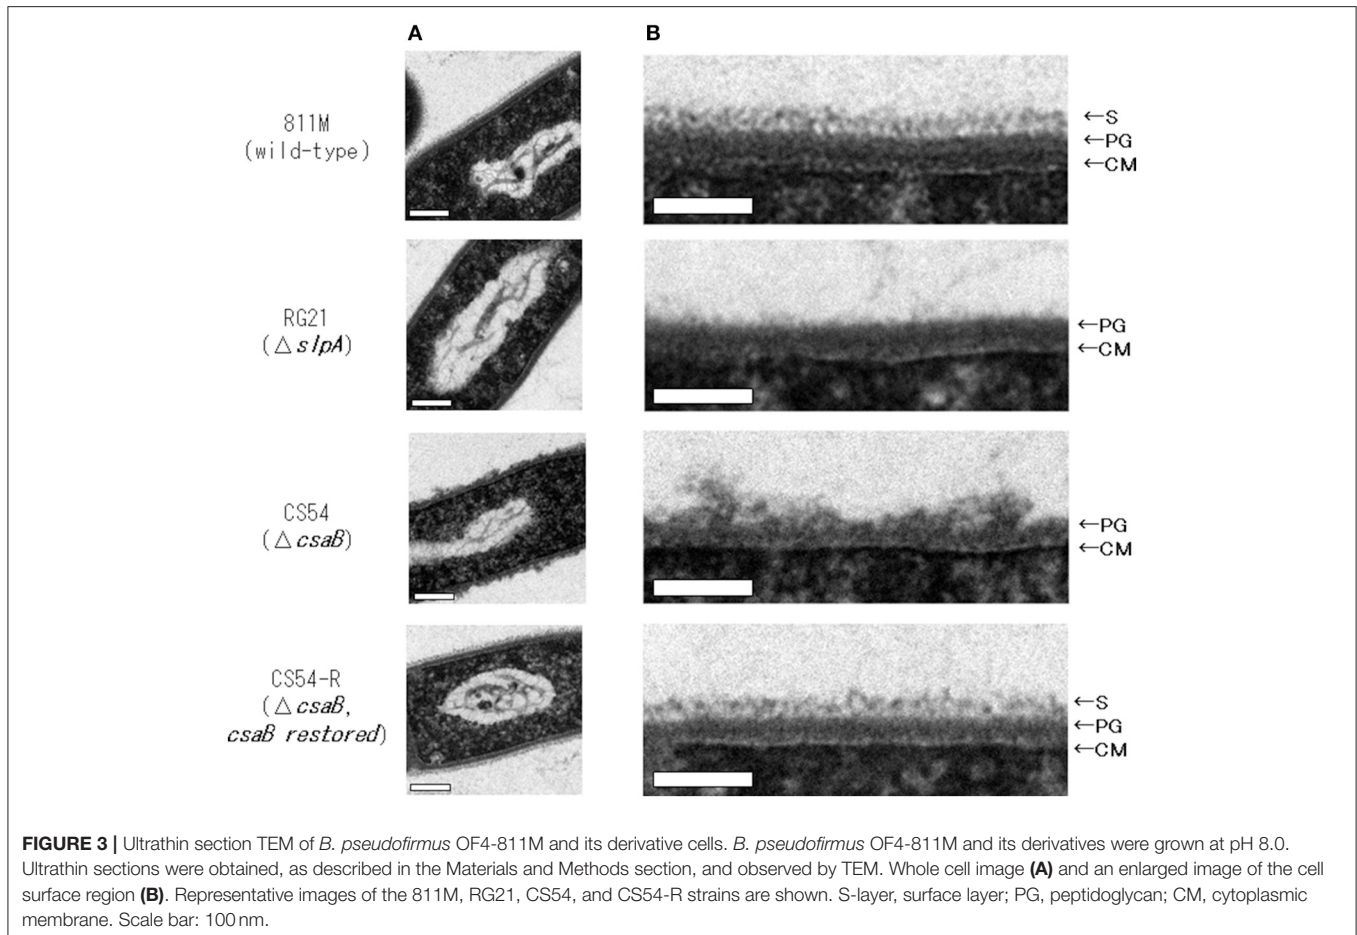 A
B
811M
(wild-type)
←S
←PG
←CM
RG21
(△slpA)
←PG
←CM
CS54
(△csaB)
←PG
←CM
CS54-R
(△csaB,
csaB restored)
←S
←PG
←CM
FIGURE 3 | Ultrathin section TEM of B. pseudofirmus OF4-811M and its derivative cells. B. pseudofirmus OF4-811M and its derivatives were grown at pH 8.0.
Ultrathin sections were obtained, as described in the Materials and Methods section, and observed by TEM. Whole cell image (A) and an enlarged image of the cell
surface region (B). Representative images of the 811M, RG21, CS54, and CS54-R strains are shown. S-layer, surface layer; PG, peptidoglycan; CM, cytoplasmic
membrane. Scale bar: 100 nm.